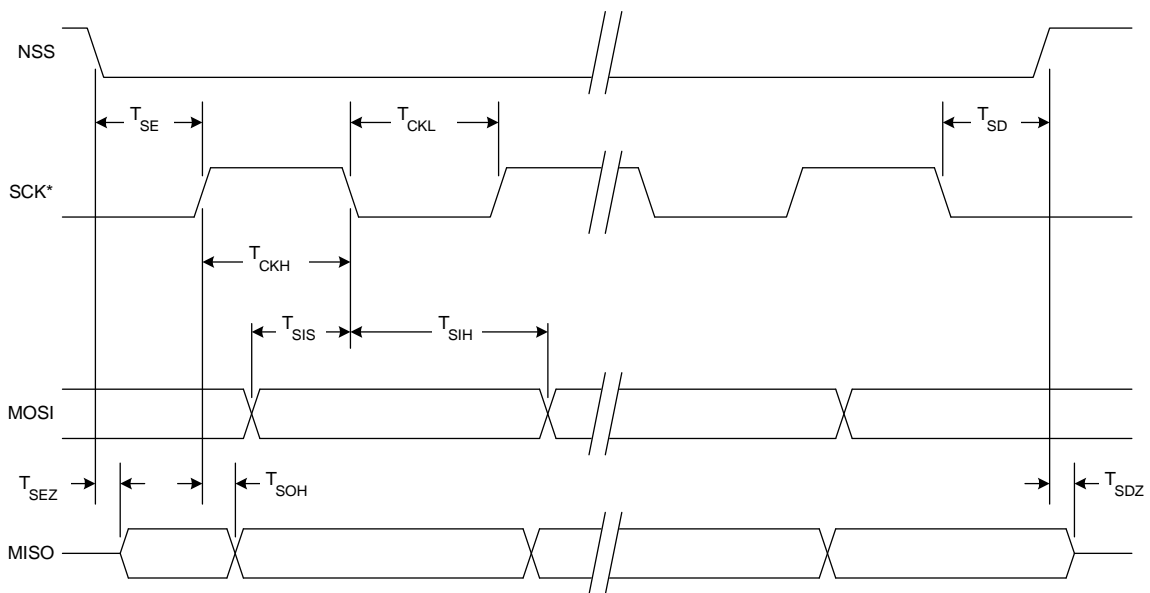 NSS
T_SE
T_CKL
T_SD
SCK*
T_CKH
T_SIS
T_SIH
MOSI
T_SEZ
T_SOH
T_SDZ
MISO